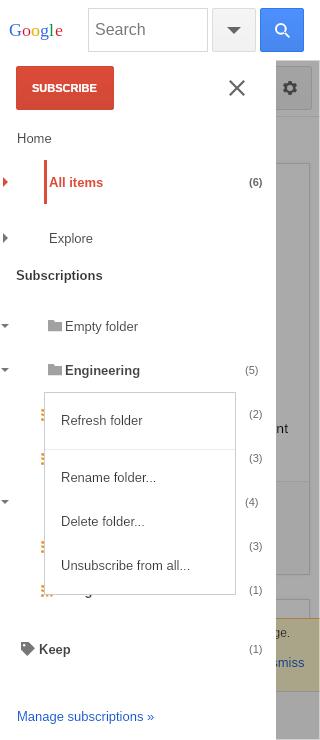 Google
Search
SUBSCRIBE
Home
All items
(6)
Explore
Subscriptions
Empty folder
Engineering
(5)
Refresh folder
(2)
nt
(3)
Rename folder...
(4)
Delete folder...
(3)
Unsubscribe from all...
(1)
ge.
Keep
(1)
smiss
Manage subscriptions »